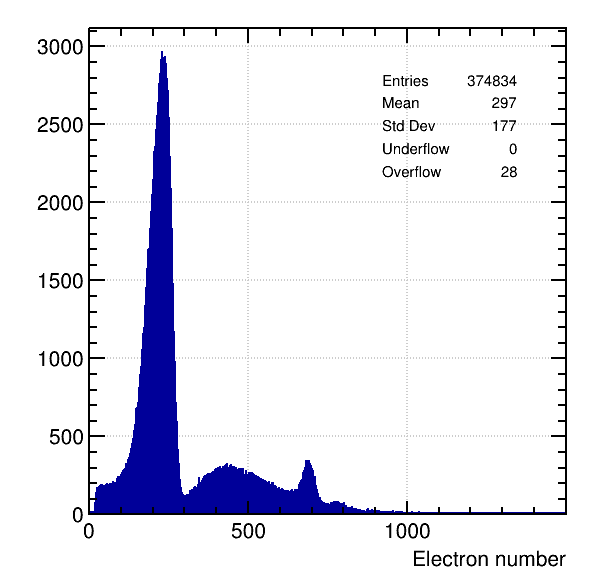 3000
Entries 374834
Mean 297
2500
Std Dev 177
Underflow 0
Overflow 28
2000
1500
1000
500
0
0 500 1000
Electron number